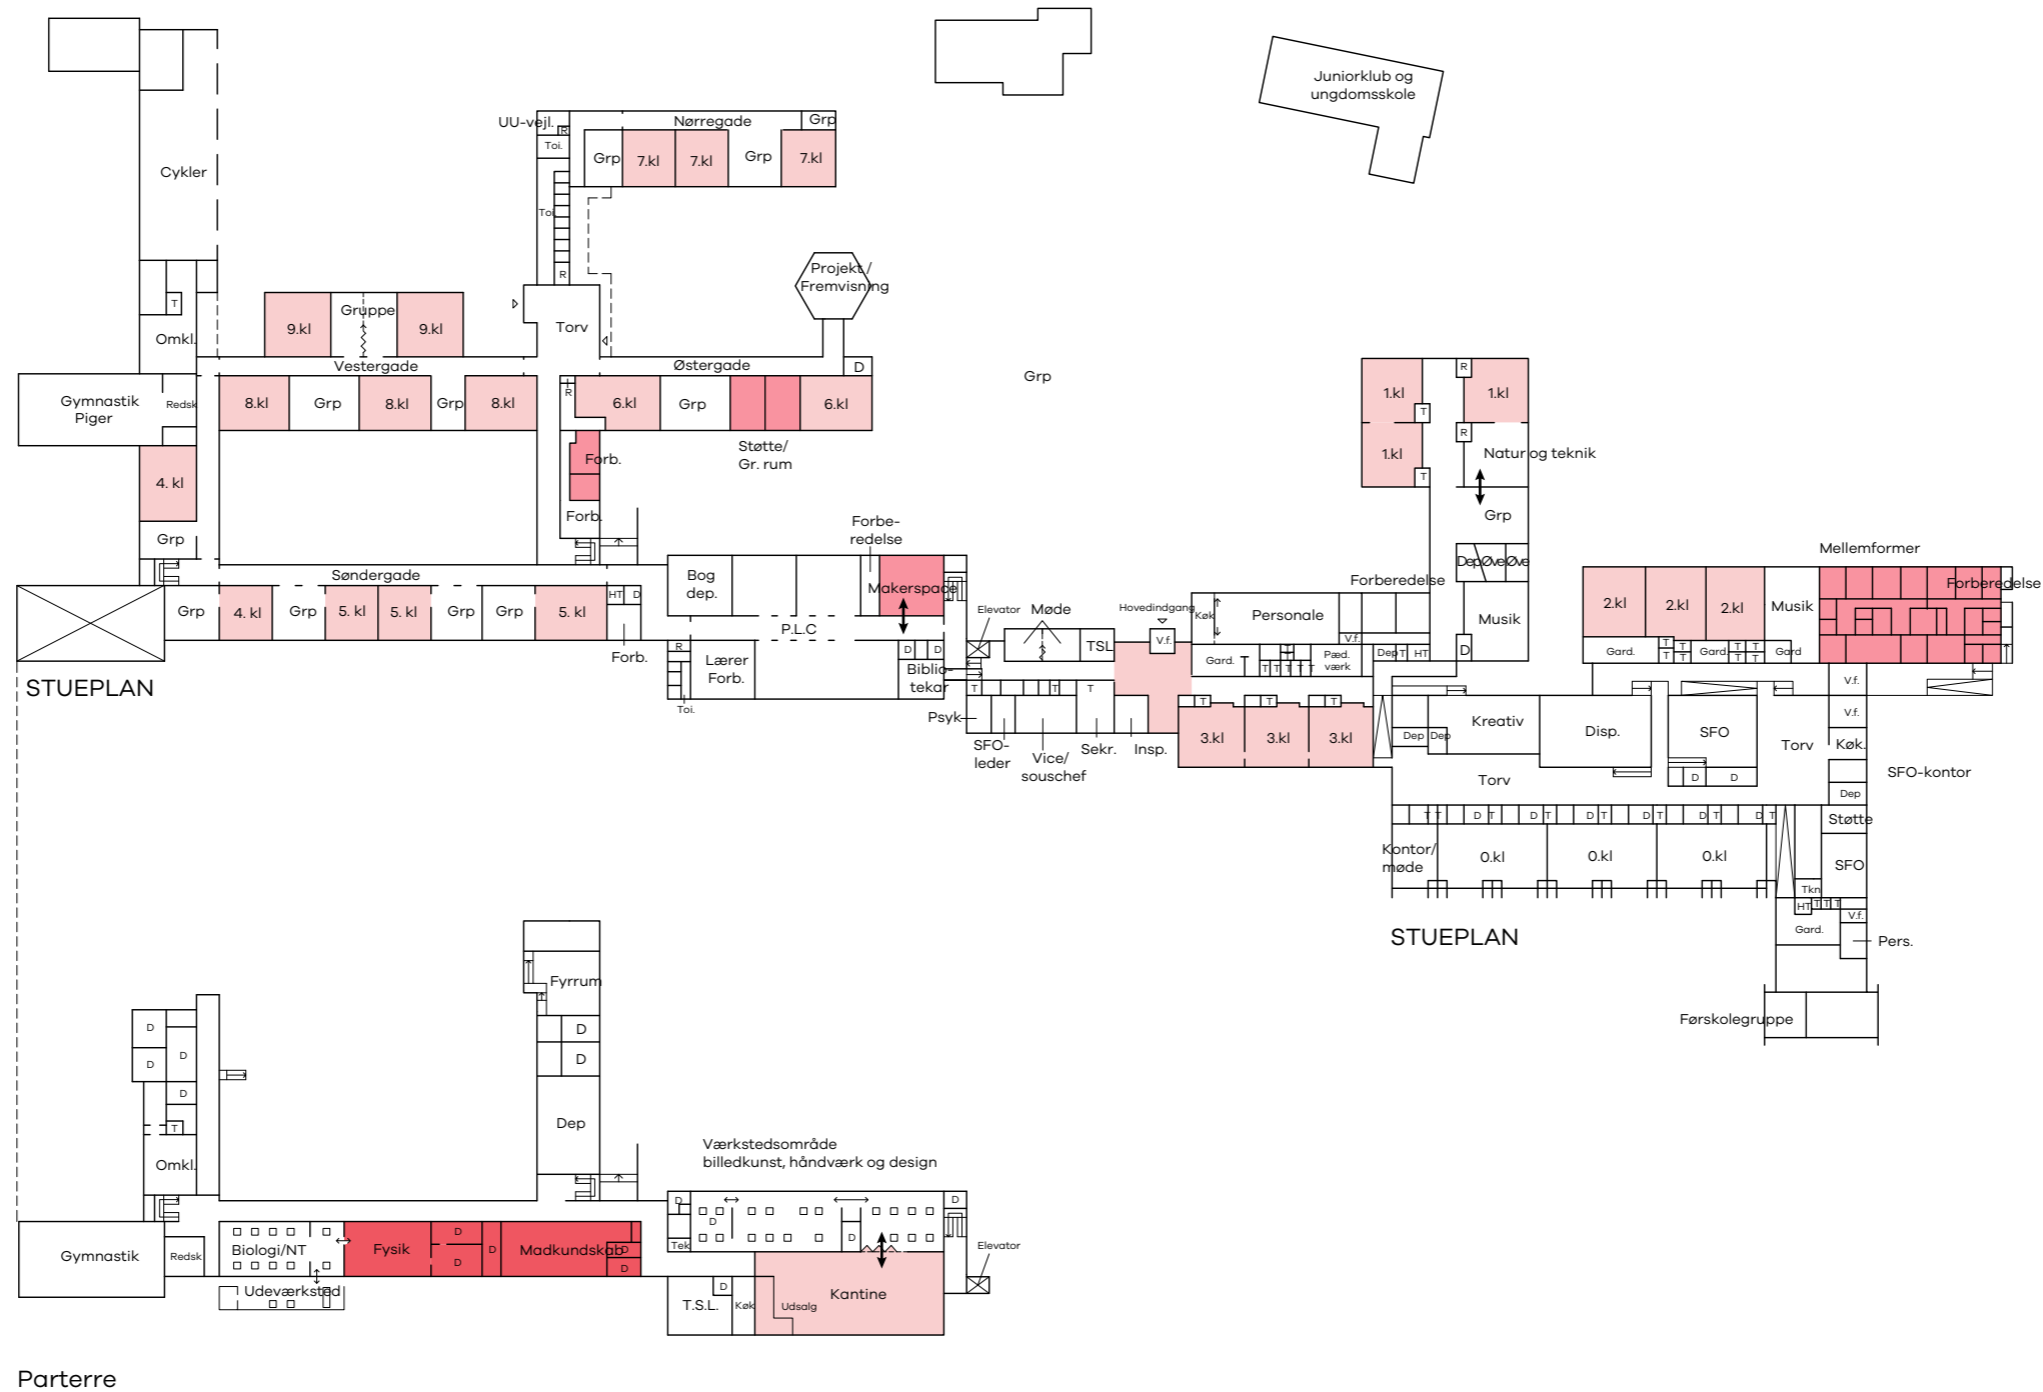 Juniorklub og
ungdomsskole
UU-vejl.
R
Nørregade
Grp
Toi.
Grp
7.kl
7.kl
Grp
7.kl
Cykler
Toi
R
Projekt /
Fremvisning
T
Gruppe
9.kl
9.kl
Torv
Omkl.
Vestergade
Østergade
D
Grp
Gymnastik
Piger
Redsk
8.kl
Grp
8.kl
Grp
8.kl
R
6.kl
Grp
6.kl
Støtte/
Gr. rum
1.kl
T
R
1.kl
1.kl
T
R
Natur og teknik
Grp
4. kl
Forb.
Forb.
Grp
Forbe-
redelse
Søndergade
Grp
4. kl
Grp
5. kl
5. kl
Grp
Grp
5. kl
HT
D
Forb.
Bog
dep.
Makerspace
P.L.C
R
Lærer
Forb.
Toi.
D
D
Biblio-
tekar
Elevator
Møde
TSL
Hovedindgang
V.f.
Køk
Personale
Forberedelse
V.f.
Gard.
T
T
T
T
T
T
Pæd.
værk
Dep
T
HT
Dep
Øve
Øve
Musik
D
Mellemformer
2.kl
2.kl
2.kl
Musik
Forberedelse
Gard.
T
T
Gard.
T
T
T
T
Gard
STUEPLAN
T
T
T
Psyk
SFO-
leder
Vice/
souschef
Sekr.
Insp.
T
T
T
3.kl
3.kl
3.kl
Dep
Dep
Kreativ
Disp.
SFO
D
D
Torv
V.f.
V.f.
Køk.
SFO-kontor
Dep
Torv
T
T
D
T
D
T
D
T
D
T
D
T
D
T
Støtte
Kontor/
møde
0.kl
0.kl
0.kl
SFO
Tkn
HT
T
T
T
V.f.
Gard.
Pers.
STUEPLAN
Førskolegruppe
Fyrrum
D
D
Dep
D
D
D
D
T
Omkl.
Værkstedsområde
billedkunst, håndværk og design
Gymnastik
Redsk
Biologi/NT
Fysik
D
D
D
Madkundskab
D
D
Udeværksted
D
D
Tek
D
D
Elevator
D
T.S.L.
Køk
Udsalg
Kantine
Parterre